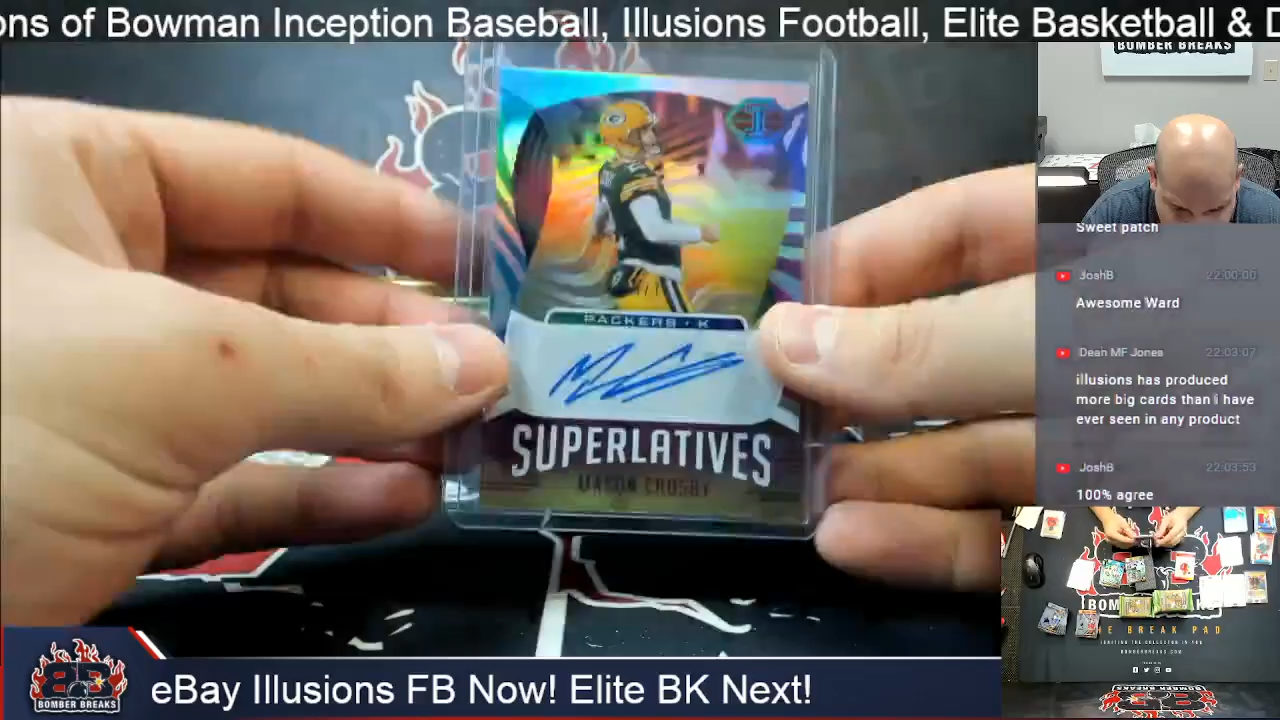 ons of Bowman Inception Baseball, Illusions Football, Elite Basketball & D
BOMBER BREAKS
PACKERS · K
SUPERLATIVES
MASON CROSBY
Sweet patch
JoshB 22:00:00
Awesome Ward
Dean MF Jones 22:03:07
illusions has produced
more big cards than i have
ever seen in any product
JoshB 22:03:53
100% agree
BOM
E BREAK PAD
BOMBER BREAKS
eBay Illusions FB Now! Elite BK Next!